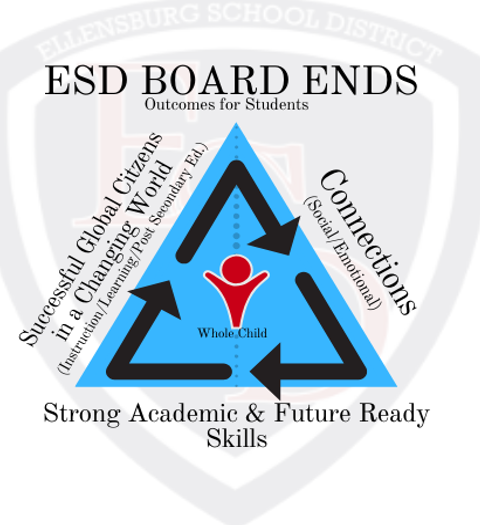 ELLENSBURG SCHOOL DISTRICT
ESD BOARD ENDS
Outcomes for Students
Successful Global Citzens
in a Changing World
(Instruction/Learning/Post Secondary Ed.)
Connections
(Social/Emotional)
Whole Child
Strong Academic & Future Ready
Skills